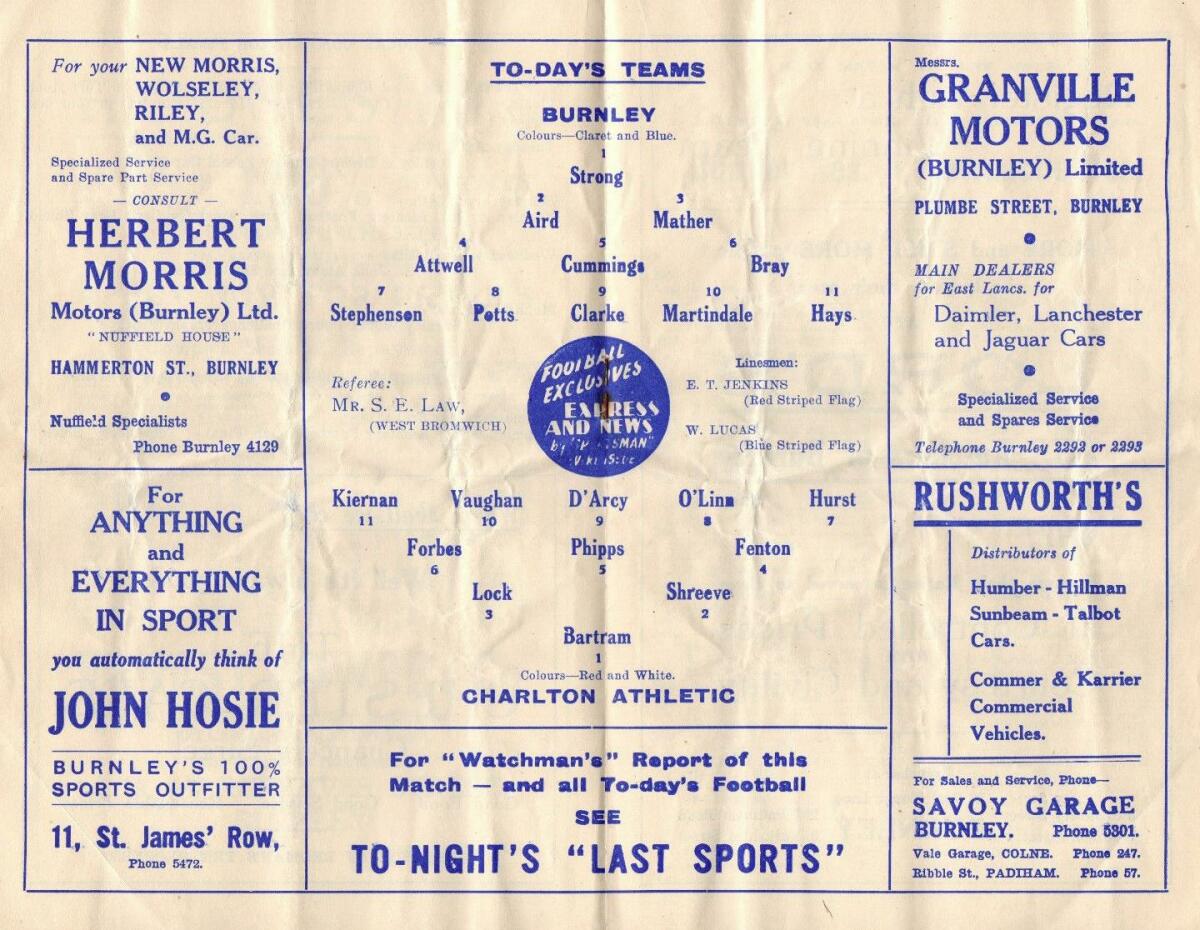 For your NEW MORRIS,
WOLSELEY,
RILEY,
and M.G. Car.
Specialized Service
and Spare Part Service
— CONSULT —
HERBERT
MORRIS
Motors (Burnley) Ltd.
"NUFFIELD HOUSE"
HAMMERTON ST., BURNLEY
Nuffield Specialists
Phone Burnley 4129
For
ANYTHING
and
EVERYTHING
IN SPORT
you automatically think of
JOHN HOSIE
BURNLEY'S 100%
SPORTS OUTFITTER
11, St. James' Row,
Phone 5472.
TO-DAY'S TEAMS
BURNLEY
Colours—Claret and Blue.
1
Strong
2 3
Aird Mather
4 5 6
Attwell Cummings Bray
7 8 9 10 11
Stephenson Potts Clarke Martindale Hays
Referee:
MR. S. E. LAW,
(WEST BROMWICH)
FOOTBALL
EXCLUSIVES
EXPRESS
AND NEWS
by
Linesmen:
E. T. JENKINS
(Red Striped Flag)
W. LUCAS
(Blue Striped Flag)
Kiernan Vaughan D'Arcy O'Linn Hurst
11 10 9 8 7
Forbes Phipps Fenton
6 5 4
Lock Shreeve
3 2
Bartram
1
Colours—Red and White.
CHARLTON ATHLETIC
For "Watchman's" Report of this
Match — and all To-day's Football
SEE
TO-NIGHT'S "LAST SPORTS"
Messrs.
GRANVILLE
MOTORS
(BURNLEY) Limited
PLUMBE STREET, BURNLEY
MAIN DEALERS
for East Lancs. for
Daimler, Lanchester
and Jaguar Cars
Specialized Service
and Spares Service
Telephone Burnley 2292 or 2293
RUSHWORTH'S
Distributors of
Humber - Hillman
Sunbeam - Talbot
Cars.
Commer & Karrier
Commercial
Vehicles.
For Sales and Service, Phone—
SAVOY GARAGE
BURNLEY. Phone 5301.
Vale Garage, COLNE. Phone 247.
Ribble St., PADIHAM. Phone 57.